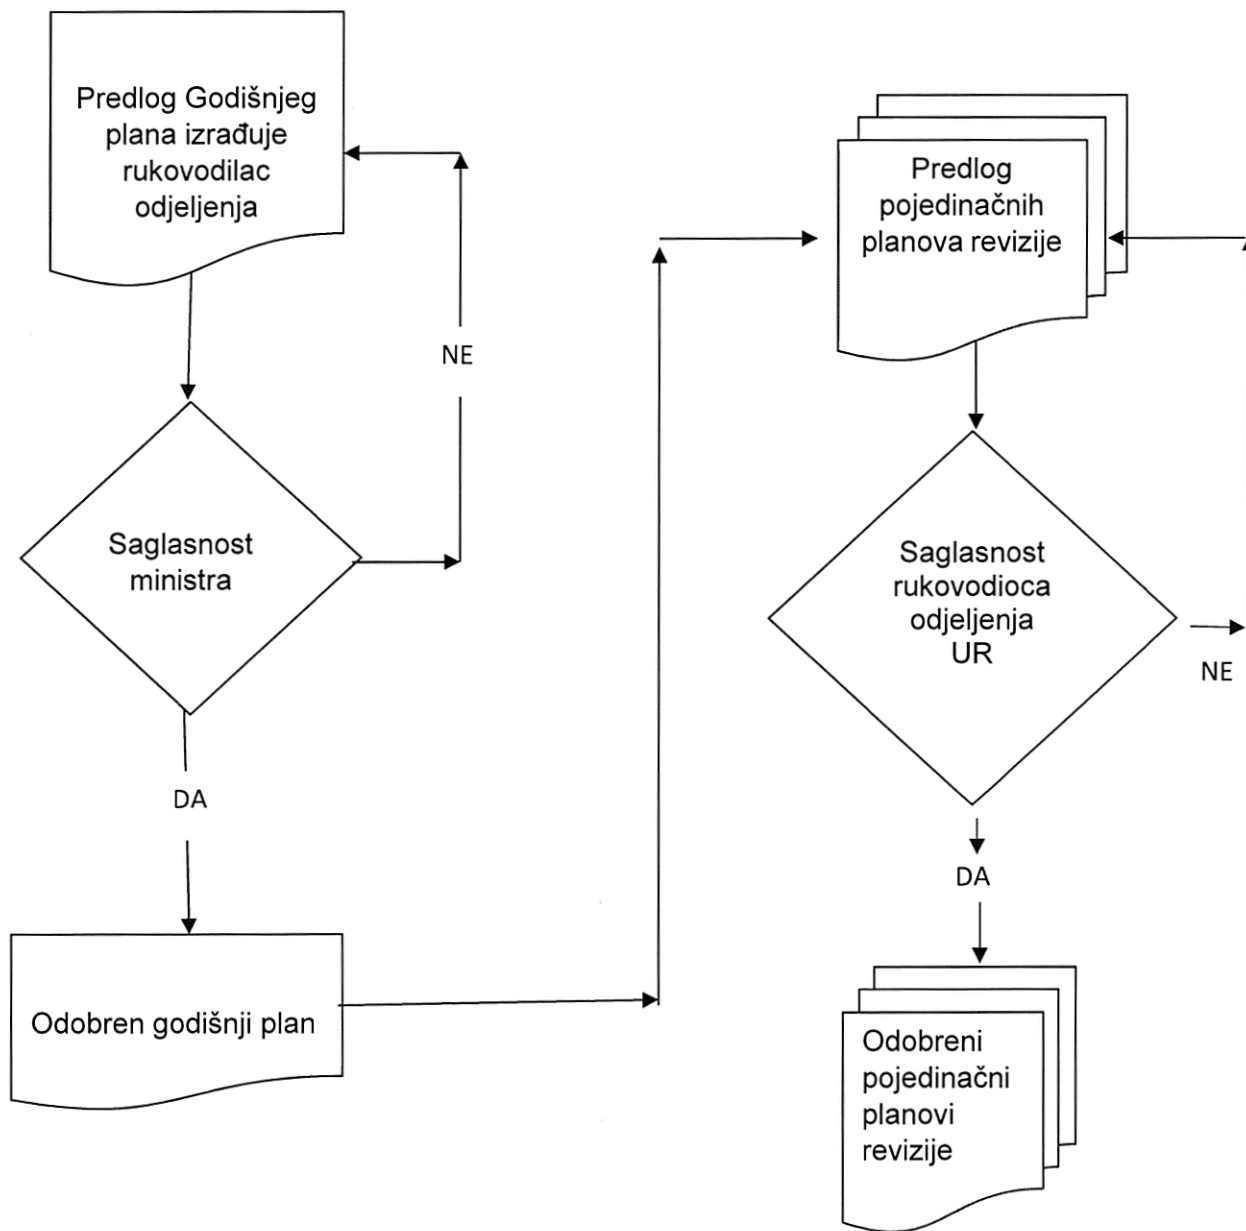 Predlog Godišnjeg
plana izrađuje
rukovodilac
odjeljenja
NE
Saglasnost
ministra
DA
Odobren godišnji plan
Predlog
pojedinačnih
planova revizije
Saglasnost
rukovodioca
odjeljenja
UR
NE
DA
Odobreni
pojedinačni
planovi
revizije